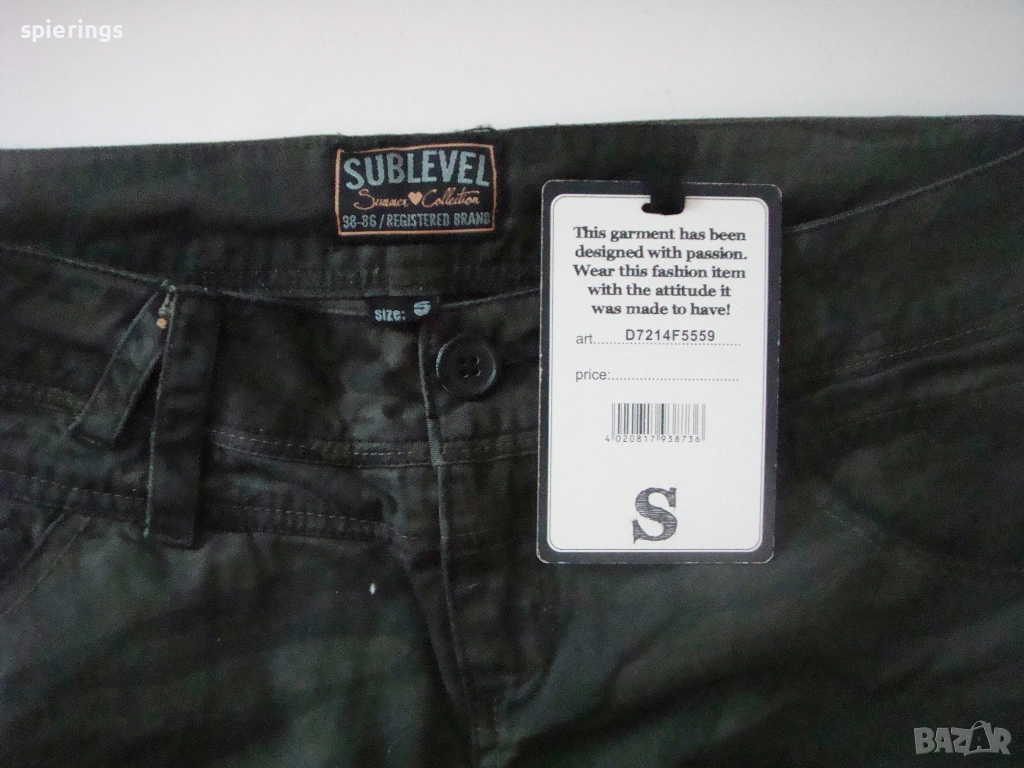 spierings
SUBLEVEL
Summer Collection
98-86 / REGISTERED BRAND
size: S
This garment has been
designed with passion.
Wear this fashion item
with the attitude it
was made to have!
art...... D7214F5559
price:..............................
4 020817 938736
S
BAZAR